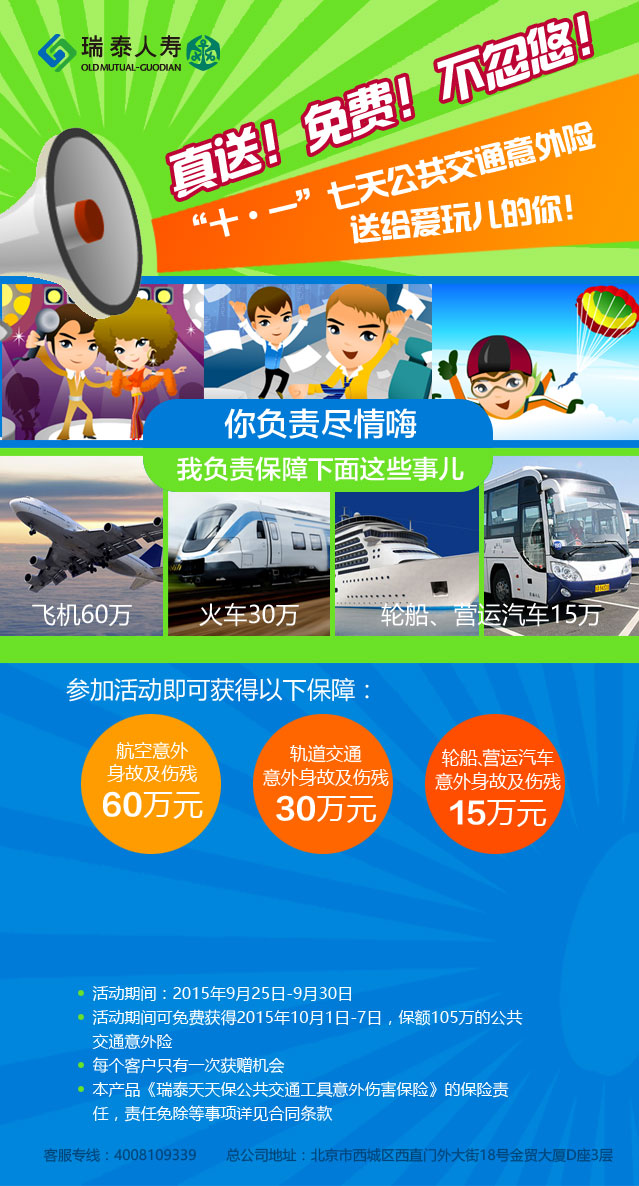 瑞泰人寿
OLD MUTUAL-GUODIAN
真送！免费！不忽悠！
“十·一”七天公共交通意外险
送给爱玩儿的你！
你负责尽情嗨
我负责保障下面这些事儿
飞机60万
火车30万
轮船、营运汽车15万
参加活动即可获得以下保障：
航空意外
身故及伤残
60万元
轨道交通
意外身故及伤残
30万元
轮船、营运汽车
意外身故及伤残
15万元
活动期间：2015年9月25日-9月30日
活动期间可免费获得2015年10月1日-7日，保额105万的公共
交通意外险
每个客户只有一次获赠机会
本产品《瑞泰天天保公共交通工具意外伤害保险》的保险责
任，责任免除等事项详见合同条款
客服专线：4008109339 总公司地址：北京市西城区西直门外大街18号金贸大厦D座3层